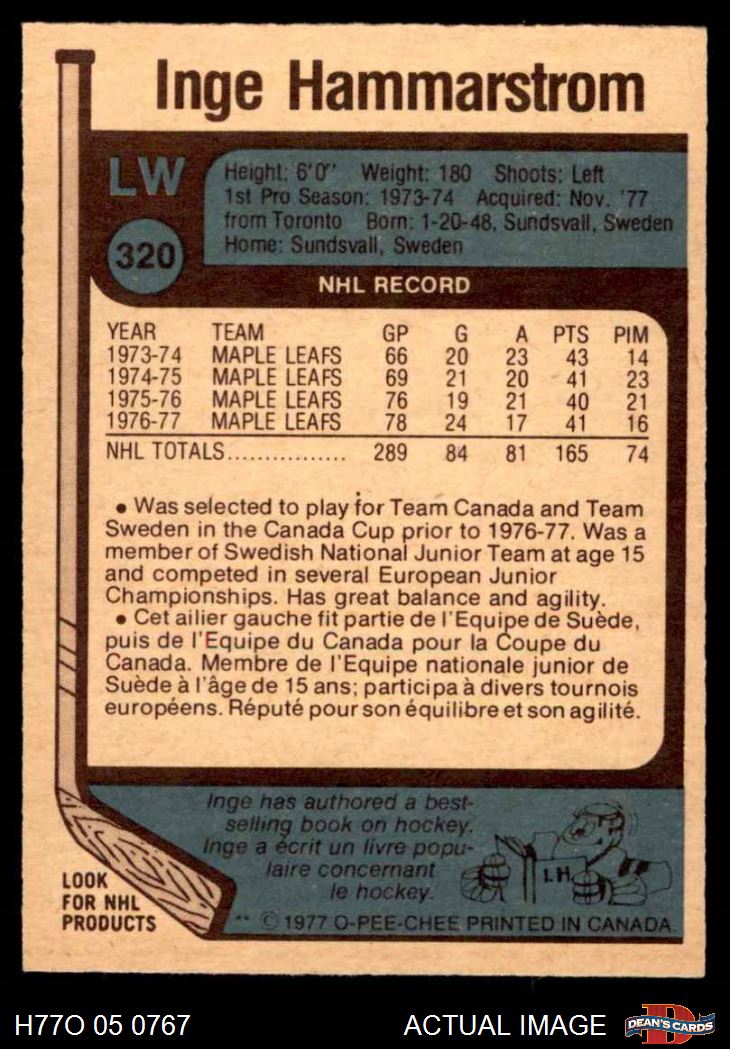 Inge Hammarstrom
LW
320
Height: 6'0" Weight: 180 Shoots: Left
1st Pro Season: 1973-74 Acquired: Nov. '77
from Toronto Born: 1-20-48, Sundsvall, Sweden
Home: Sundsvall, Sweden
NHL RECORD
YEAR TEAM GP G A PTS PIM
1973-74 MAPLE LEAFS 66 20 23 43 14
1974-75 MAPLE LEAFS 69 21 20 41 23
1975-76 MAPLE LEAFS 76 19 21 40 21
1976-77 MAPLE LEAFS 78 24 17 41 16
NHL TOTALS................ 289 84 81 165 74
• Was selected to play for Team Canada and Team
Sweden in the Canada Cup prior to 1976-77. Was a
member of Swedish National Junior Team at age 15
and competed in several European Junior
Championships. Has great balance and agility.
• Cet ailier gauche fit partie de l'Equipe de Suède,
puis de l'Equipe du Canada pour la Coupe du
Canada. Membre de l'Equipe nationale junior de
Suède à l'âge de 15 ans; participa à divers tournois
européens. Réputé pour son équilibre et son agilité.
Inge has authored a best-
selling book on hockey.
Inge a écrit un livre popu-
laire concernant
le hockey.
I.H.
LOOK
FOR NHL
PRODUCTS
** © 1977 O-PEE-CHEE PRINTED IN CANADA.
H77O 05 0767
ACTUAL IMAGE
D
DEAN'S CARDS